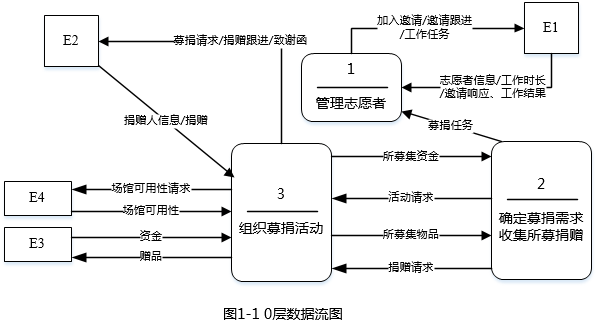 加入邀请/邀请跟进
/工作任务
E1
E2
募捐请求/捐赠跟进/致谢函
1
管理志愿者
志愿者信息/工作时长
/邀请响应、工作结果
捐赠人信息/捐赠
募捐任务
3
组织募捐活动
所募集资金
活动请求
所募集物品
捐赠请求
2
确定募捐需求
收集所募捐赠
E4
场馆可用性请求
场馆可用性
E3
资金
赠品
图1-1 0层数据流图